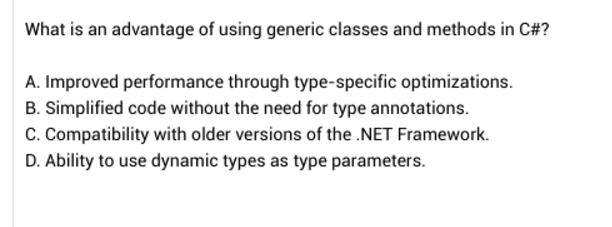 What is an advantage of using generic classes and methods in C#?
A. Improved performance through type-specific optimizations.
B. Simplified code without the need for type annotations.
C. Compatibility with older versions of the .NET Framework.
D. Ability to use dynamic types as type parameters.